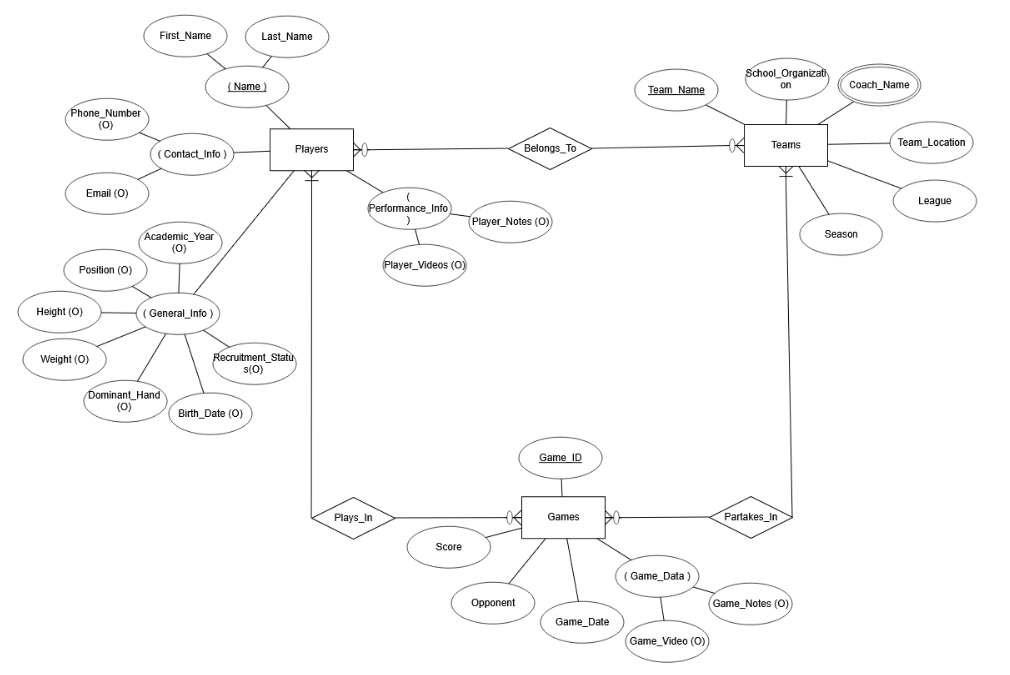 First_Name
Last_Name
( Name )
Phone_Number
(O)
( Contact_Info )
Email (O)
Players
Belongs_To
Team_Name
School_Organizati
on
Coach_Name
Teams
Team_Location
League
Season
(
Performance_Info
)
Player_Notes (O)
Player_Videos (O)
Academic_Year
(O)
Position (O)
Height (O)
( General_Info )
Weight (O)
Dominant_Hand
(O)
Birth_Date (O)
Recruitment_Statu
s(O)
Game_ID
Plays_In
Games
Partakes_In
Score
Opponent
Game_Date
( Game_Data )
Game_Notes (O)
Game_Video (O)